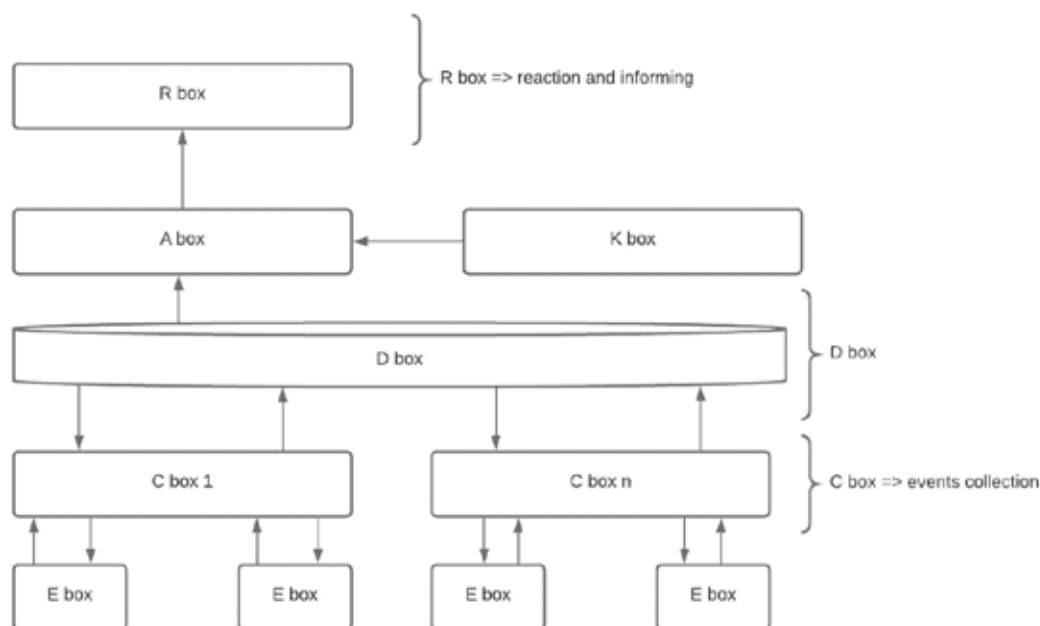 R box => reaction and informing
R box
A box
K box
D box
D box
C box 1
C box n
C box => events collection
E box
E box
E box
E box